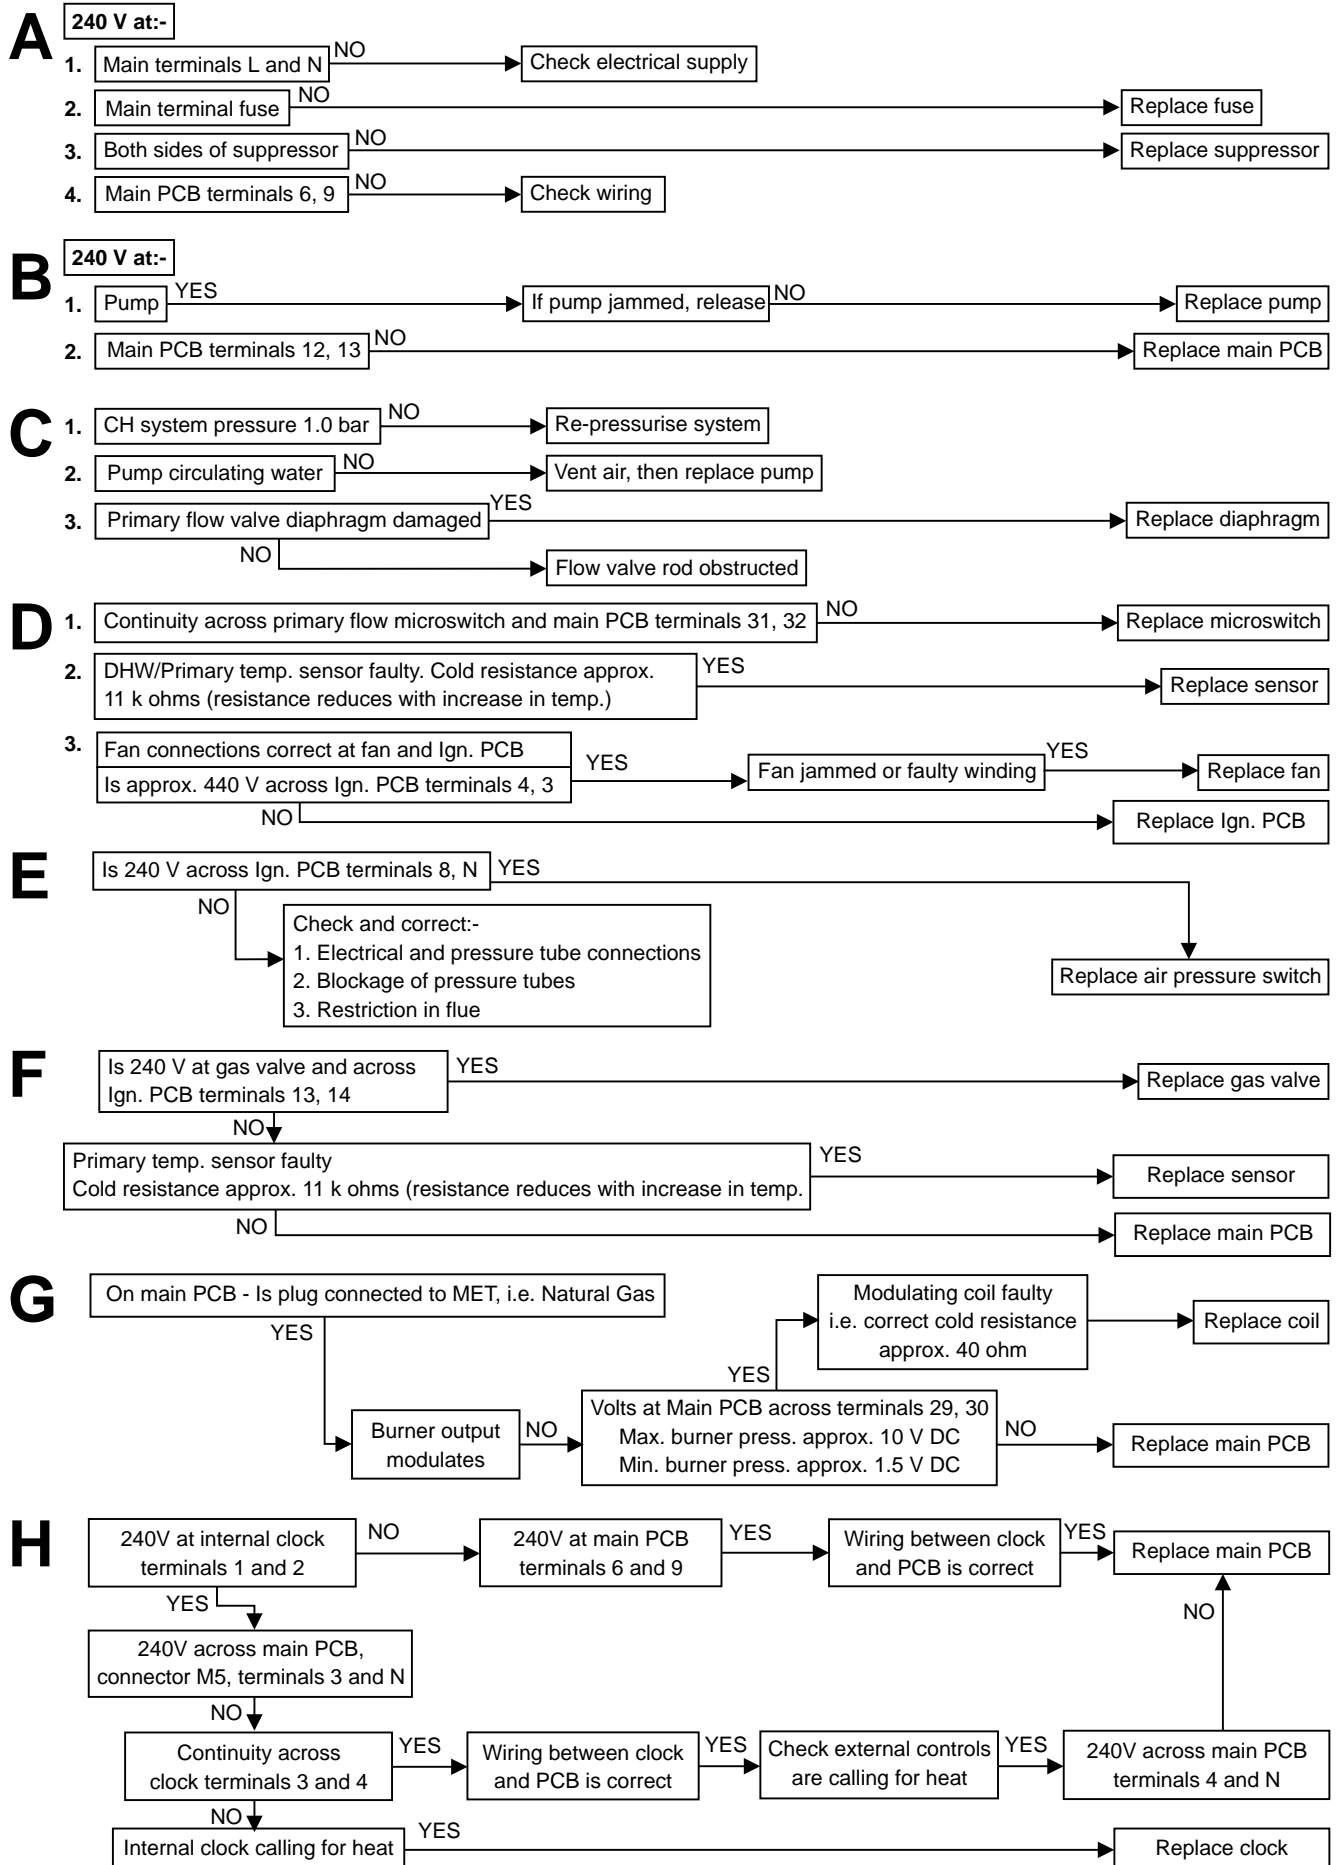 A
240 V at:-
1. Main terminals L and N NO Check electrical supply
2. Main terminal fuse NO Replace fuse
3. Both sides of suppressor NO Replace suppressor
4. Main PCB terminals 6, 9 NO Check wiring
B
240 V at:-
1. Pump YES If pump jammed, release NO Replace pump
2. Main PCB terminals 12, 13 NO Replace main PCB
C
1. CH system pressure 1.0 bar NO Re-pressurise system
2. Pump circulating water NO Vent air, then replace pump
3. Primary flow valve diaphragm damaged YES Replace diaphragm
NO Flow valve rod obstructed
D
1. Continuity across primary flow microswitch and main PCB terminals 31, 32 NO Replace microswitch
2. DHW/Primary temp. sensor faulty. Cold resistance approx.
11 k ohms (resistance reduces with increase in temp.)
YES Replace sensor
3. Fan connections correct at fan and Ign. PCB
Is approx. 440 V across Ign. PCB terminals 4, 3
YES Fan jammed or faulty winding YES Replace fan
NO Replace Ign. PCB
E
Is 240 V across Ign. PCB terminals 8, N YES
NO
Check and correct:-
1. Electrical and pressure tube connections
2. Blockage of pressure tubes
3. Restriction in flue
Replace air pressure switch
F
Is 240 V at gas valve and across
Ign. PCB terminals 13, 14
YES Replace gas valve
NO
Primary temp. sensor faulty
Cold resistance approx. 11 k ohms (resistance reduces with increase in temp.
YES Replace sensor
NO Replace main PCB
G
On main PCB - Is plug connected to MET, i.e. Natural Gas
YES
Burner output
modulates
NO
Volts at Main PCB across terminals 29, 30
Max. burner press. approx. 10 V DC
Min. burner press. approx. 1.5 V DC
YES
Modulating coil faulty
i.e. correct cold resistance
approx. 40 ohm
Replace coil
NO
Replace main PCB
H
240V at internal clock
terminals 1 and 2
NO
240V at main PCB
terminals 6 and 9
YES
Wiring between clock
and PCB is correct
YES
Replace main PCB
YES
240V across main PCB,
connector M5, terminals 3 and N
NO
Continuity across
clock terminals 3 and 4
YES
Wiring between clock
and PCB is correct
YES
Check external controls
are calling for heat
YES
240V across main PCB
terminals 4 and N
NO
NO
Internal clock calling for heat YES Replace clock